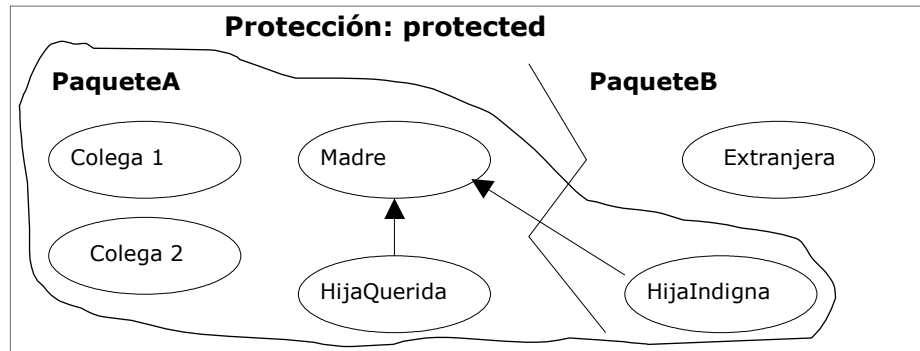 Protección: protected
PaqueteA
PaqueteB
Colega 1
Madre
Extranjera
Colega 2
HijaQuerida
HijaIndigna